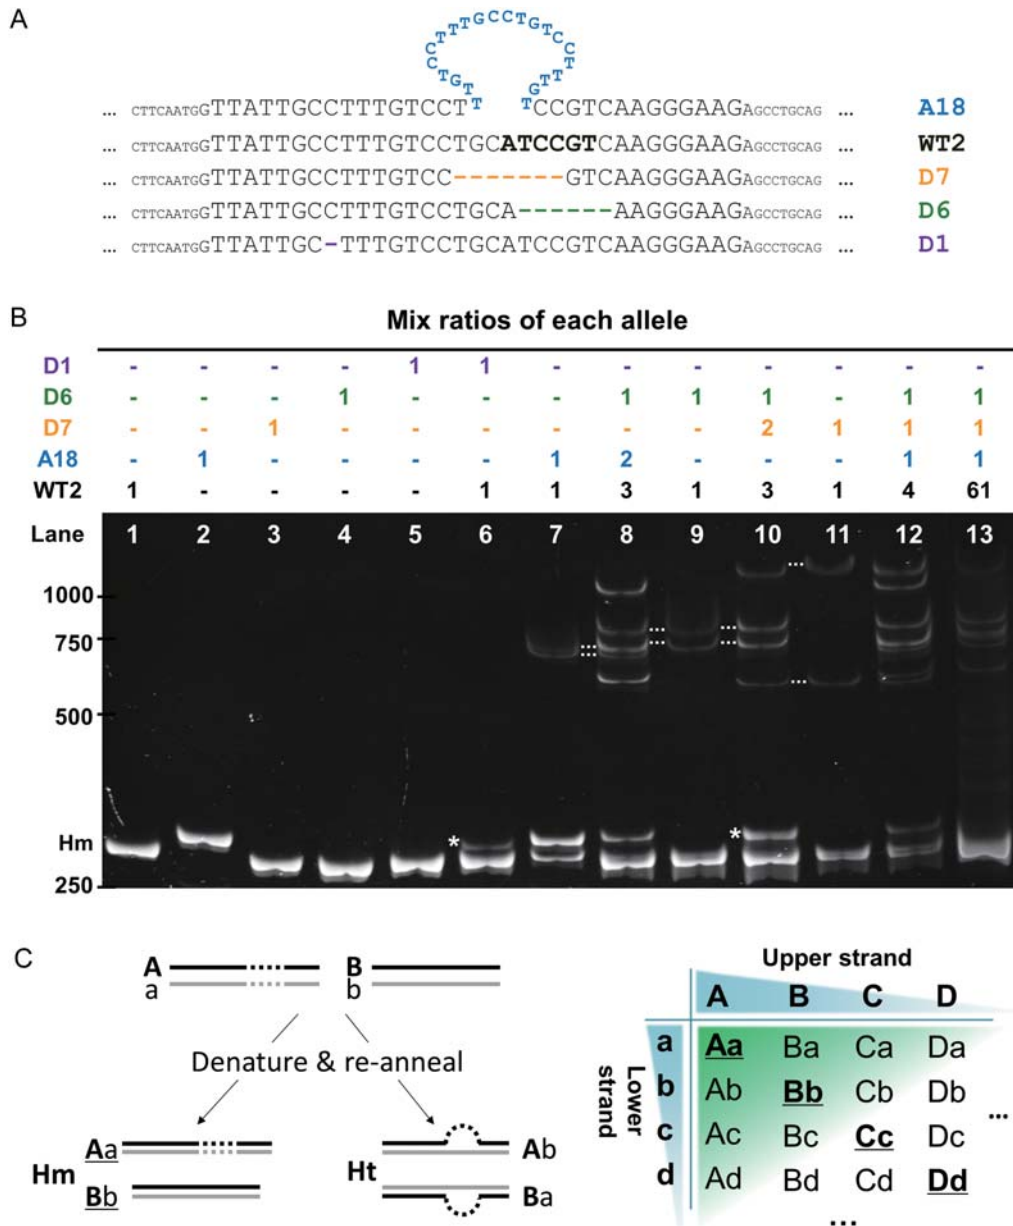 A
TTGTCCTTTGCCTGTCCTTTGT
... CTTCAATGGTTATTGCCTTTGTCCT CCGTCAAGGGAAGAGCCTGCAG ... A18
... CTTCAATGGTTATTGCCTTTGTCCTGCATCCGTCAAGGGAAGAGCCTGCAG ... WT2
... CTTCAATGGTTATTGCCTTTGTCC-------GTCAAGGGAAGAGCCTGCAG ... D7
... CTTCAATGGTTATTGCCTTTGTCCTGCA------AAGGGAAGAGCCTGCAG ... D6
... CTTCAATGGTTATTGC-TTTGTCCTGCATCCGTCAAGGGAAGAGCCTGCAG ... D1
B
Mix ratios of each allele
D1 - - - - 1 1 - - - - - - -
D6 - - - 1 - - - 1 1 1 - 1 1
D7 - - 1 - - - - - - 2 1 1 1
A18 - 1 - - - - 1 2 - - - 1 1
WT2 1 - - - - 1 1 3 1 3 1 4 61
Lane 1 2 3 4 5 6 7 8 9 10 11 12 13
1000
750
500
Hm
250
* *
C
A a B b
Denature & re-anneal
Hm Aa Bb
Ht Ab Ba
Upper strand
A B C D
Lower strand
a Aa Ba Ca Da
b Ab Bb Cb Db ...
c Ac Bc Cc Dc
d Ad Bd Cd Dd
...